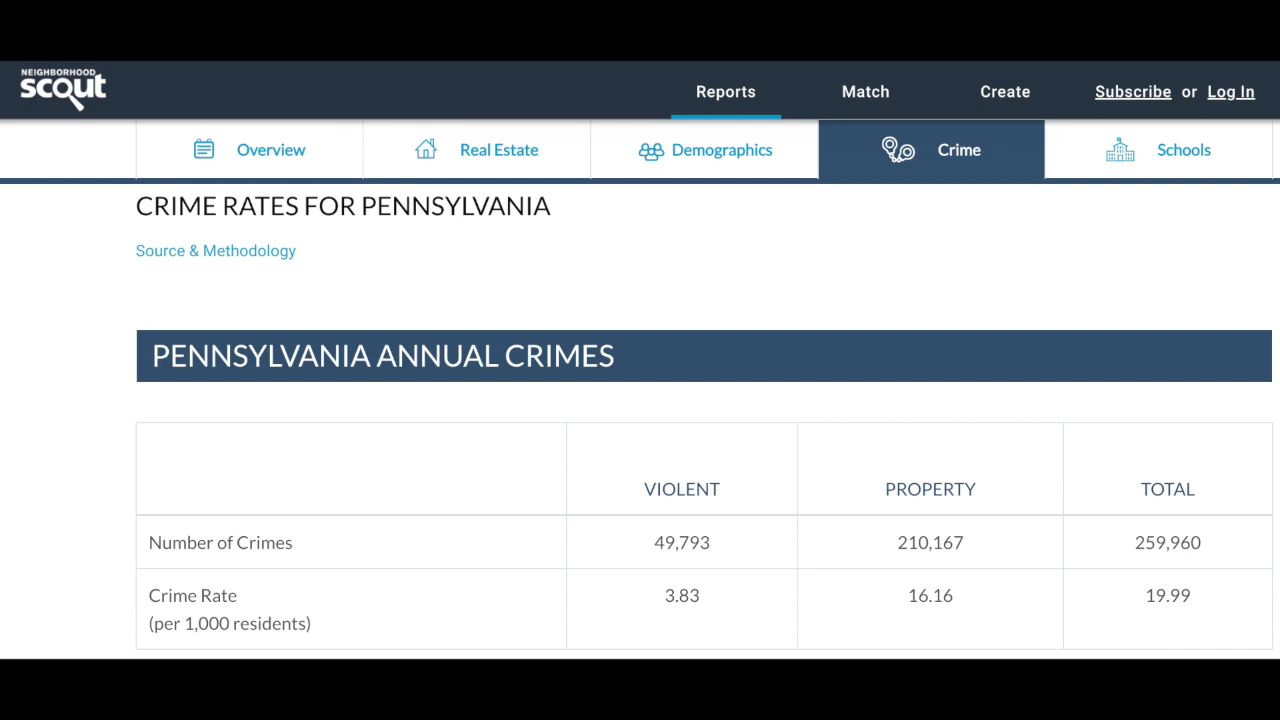 NEIGHBORHOOD
scout
Reports Match Create Subscribe or Log In
Overview Real Estate Demographics Crime Schools
CRIME RATES FOR PENNSYLVANIA
Source & Methodology
PENNSYLVANIA ANNUAL CRIMES
VIOLENT PROPERTY TOTAL
Number of Crimes 49,793 210,167 259,960
Crime Rate 3.83 16.16 19.99
(per 1,000 residents)